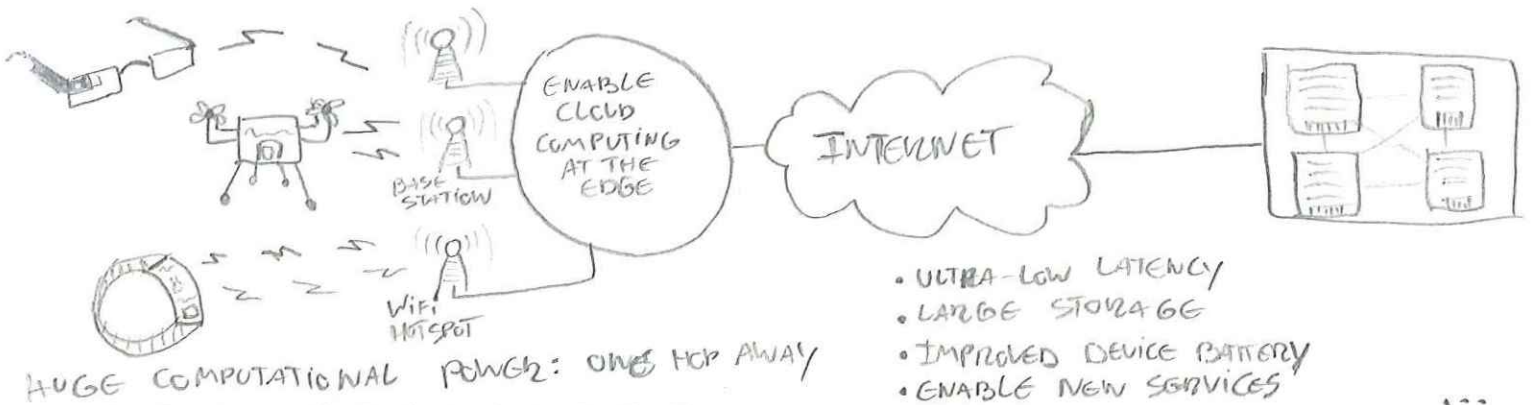 ENABLE
CLOUD
COMPUTING
AT THE
EDGE
INTERNET
BASE
STATION
WiFi
HOTSPOT
HUGE COMPUTATIONAL POWER: ONE HOP AWAY
• ULTRA-LOW LATENCY
• LARGE STORAGE
• IMPROVED DEVICE BATTERY
• ENABLE NEW SERVICES